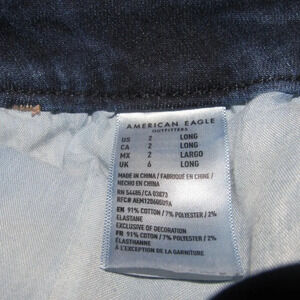 AMERICAN EAGLE
OUTFITTERS
US 2 LONG
CA 2 LONG
MX 2 LARGO
UK 6 LONG
MADE IN CHINA / FABRIQUÉ EN CHINE /
HECHO EN CHINA
RN 54485/CA 03873
EN 91% COTTON / 7% POLYESTER / 2%
ELASTANE
EXCLUSIVE OF DECORATION
FR 91% COTTON / 7% POLYESTER / 2%
ÉLASTHANNE
À L'EXCEPTION DE LA GARNITURE